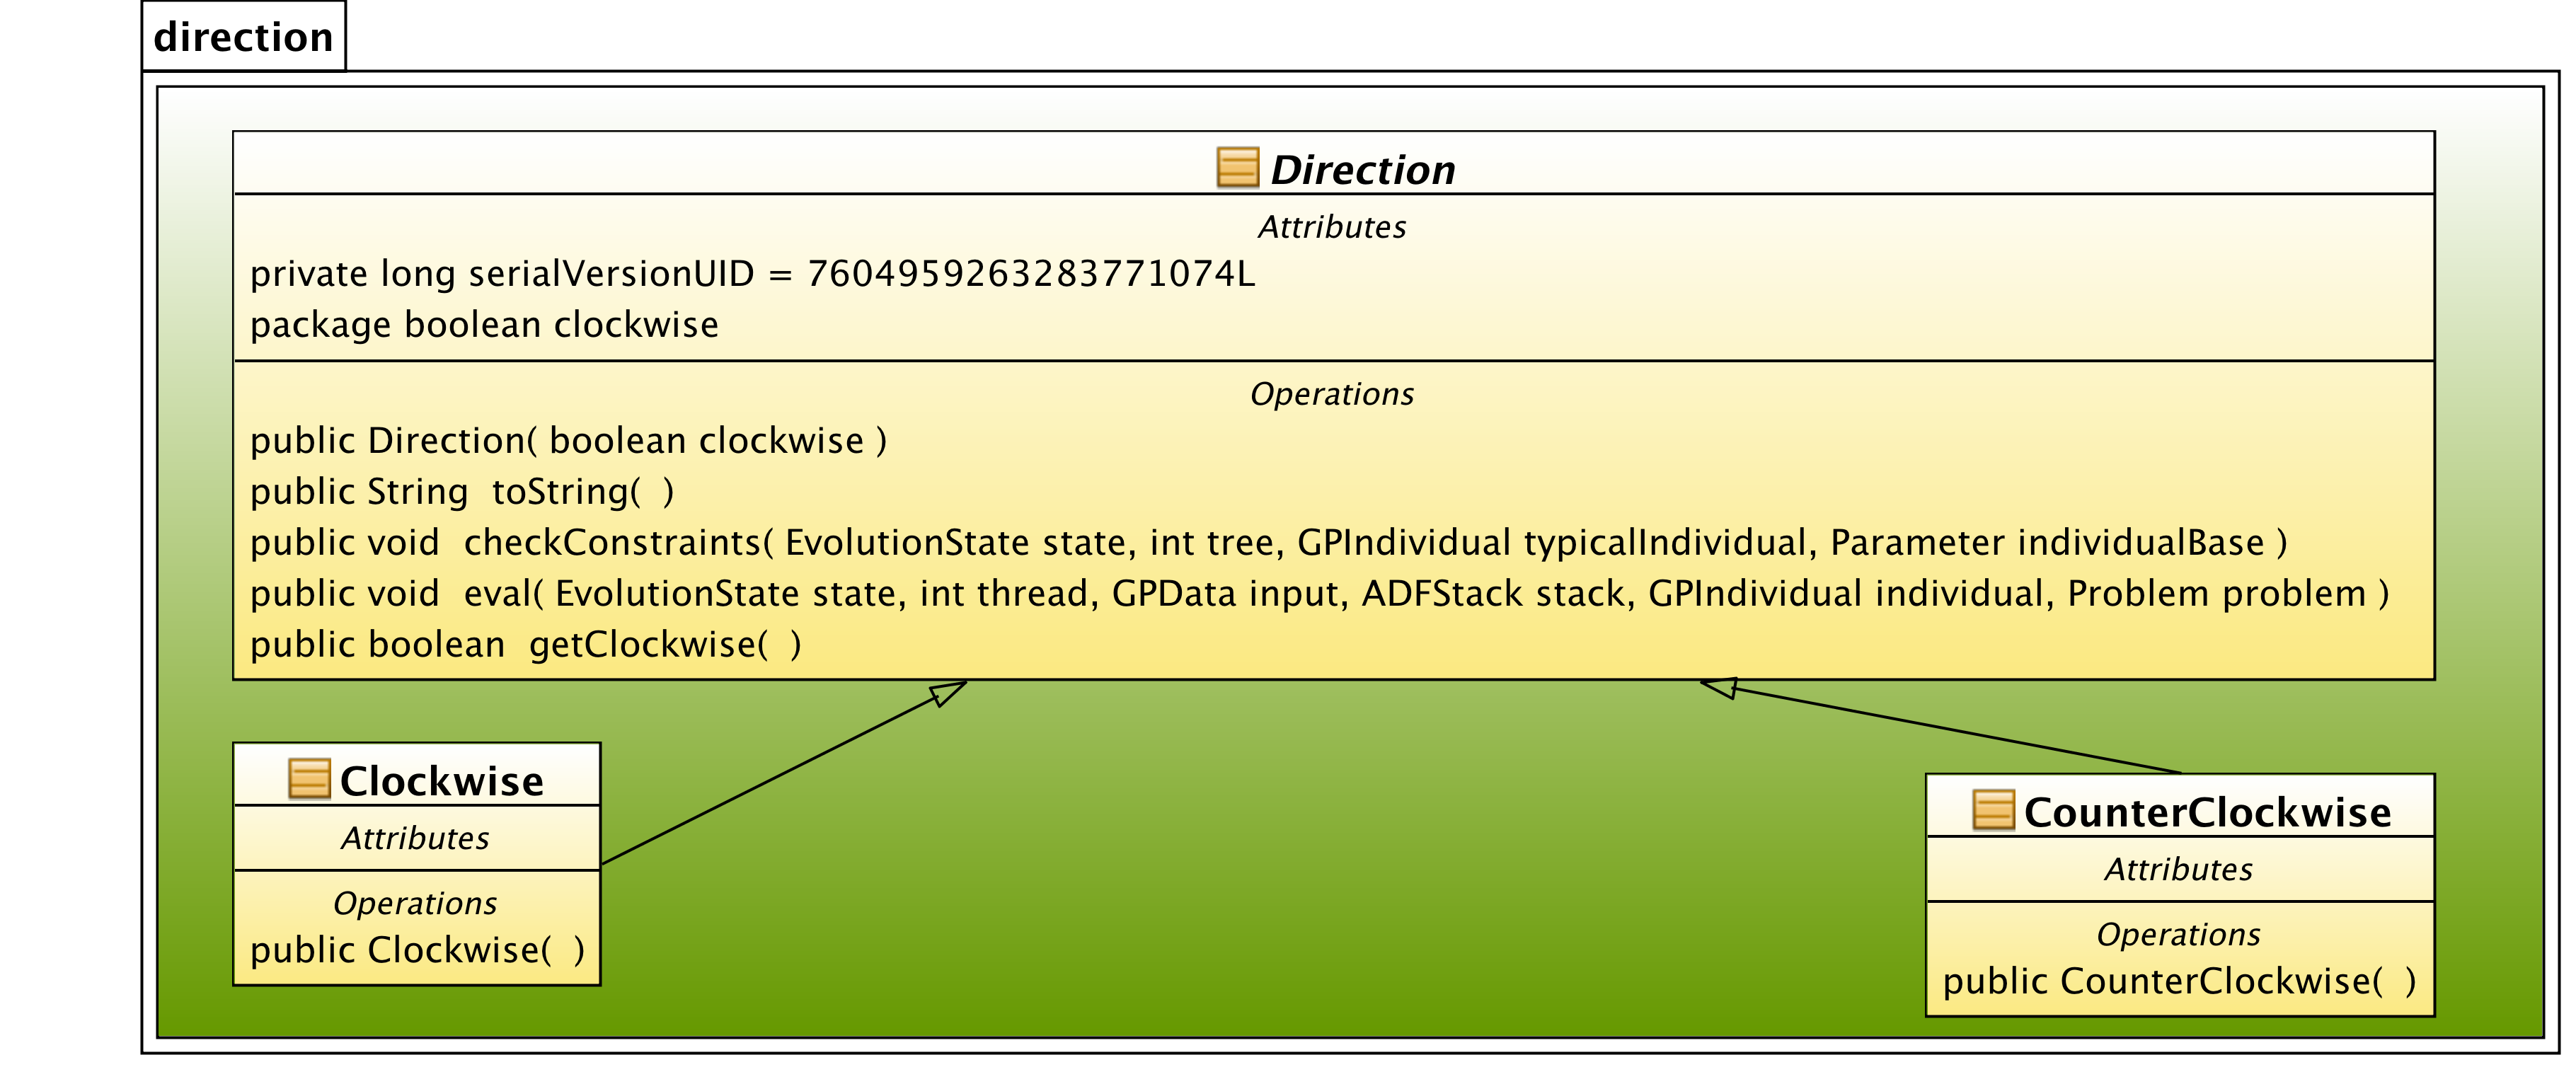 direction
Direction
Attributes
private long serialVersionUID = 7604959263283771074L
package boolean clockwise
Operations
public Direction( boolean clockwise )
public String  toString(  )
public void  checkConstraints( EvolutionState state, int tree, GPIndividual typicalIndividual, Parameter individualBase )
public void  eval( EvolutionState state, int thread, GPData input, ADFStack stack, GPIndividual individual, Problem problem )
public boolean  getClockwise(  )
Clockwise
Attributes
Operations
public Clockwise(  )
CounterClockwise
Attributes
Operations
public CounterClockwise(  )